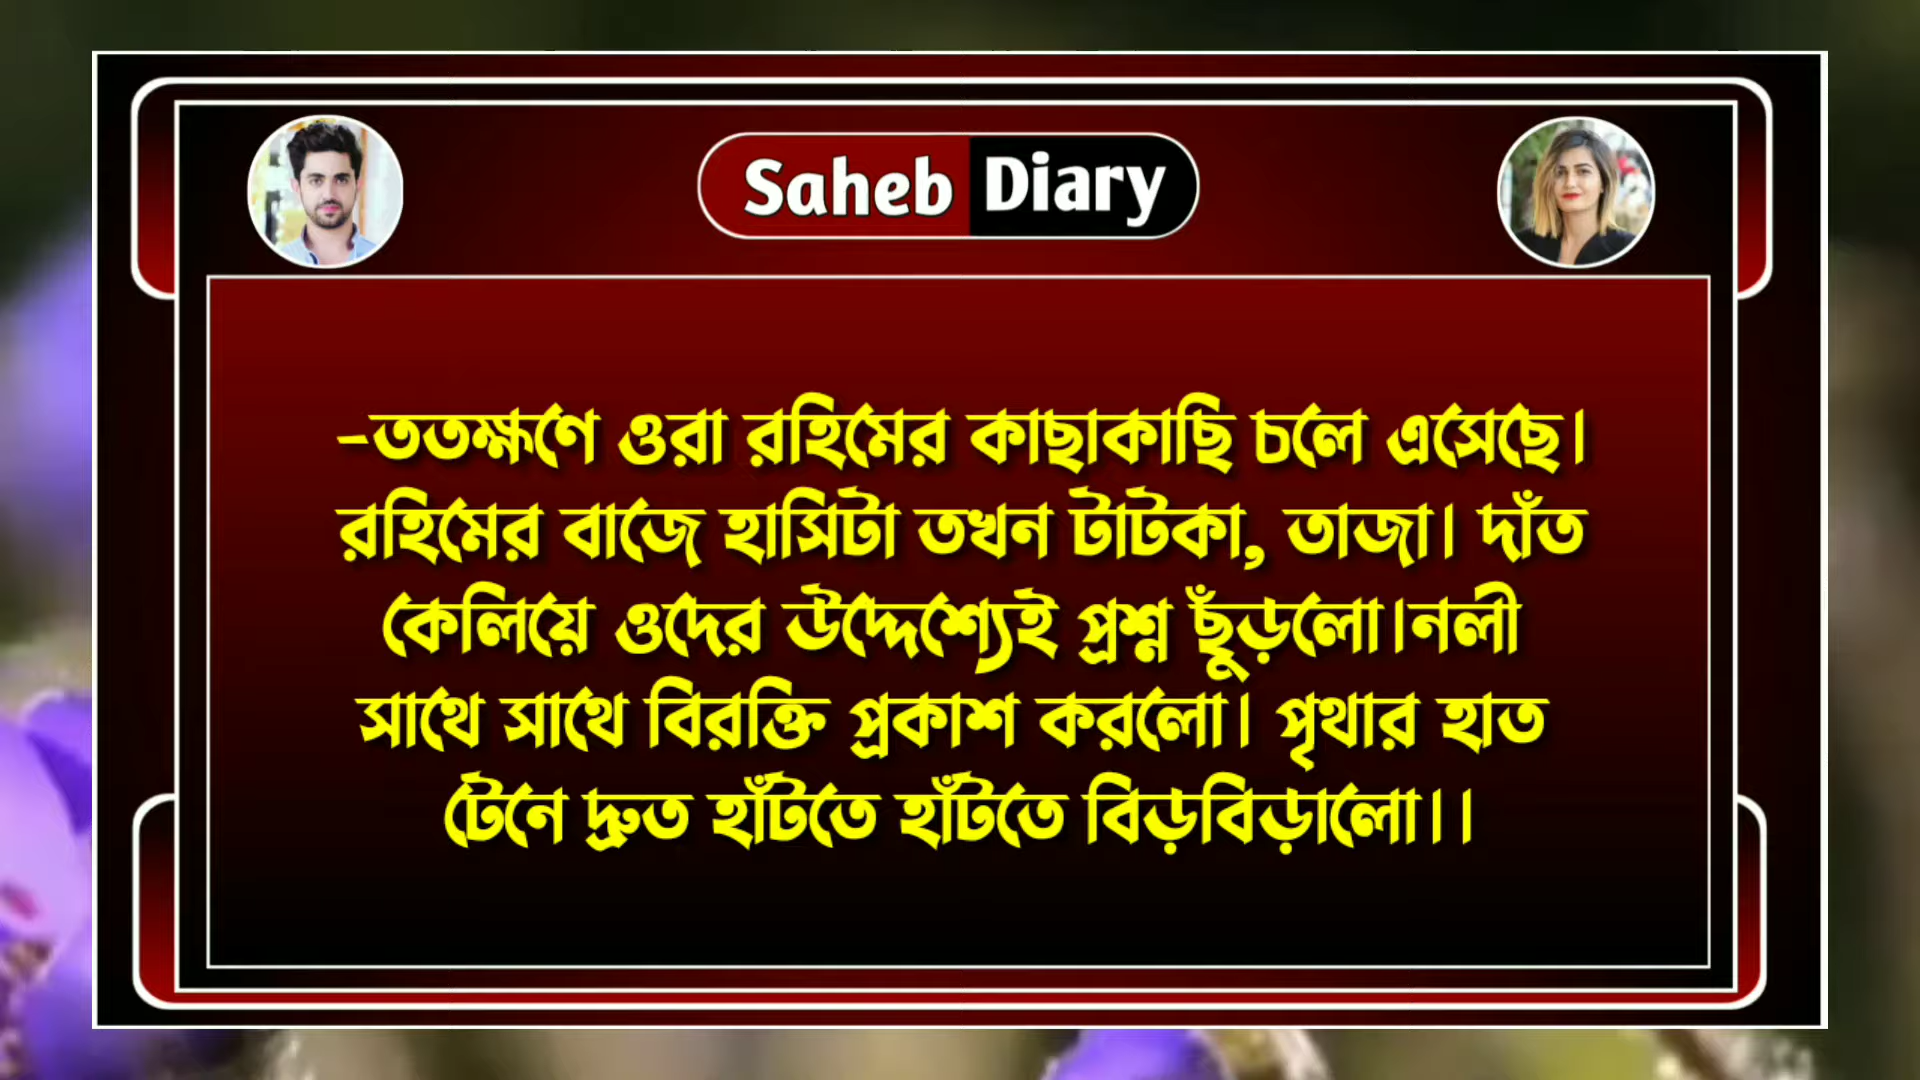 Saheb Diary
-ততক্ষণে ওরা রহিমের কাছাকাছি চলে এসেছে।
রহিমের বাজে হাসিটা তখন টাটকা, তাজা। দাঁত
কেলিয়ে ওদের উদ্দেশ্যেই প্রশ্ন ছুঁড়লো।নলী
সাথে সাথে বিরক্তি প্রকাশ করলো। পৃথার হাত
টেনে দ্রুত হাঁটতে হাঁটতে বিড়বিড়ালো।।